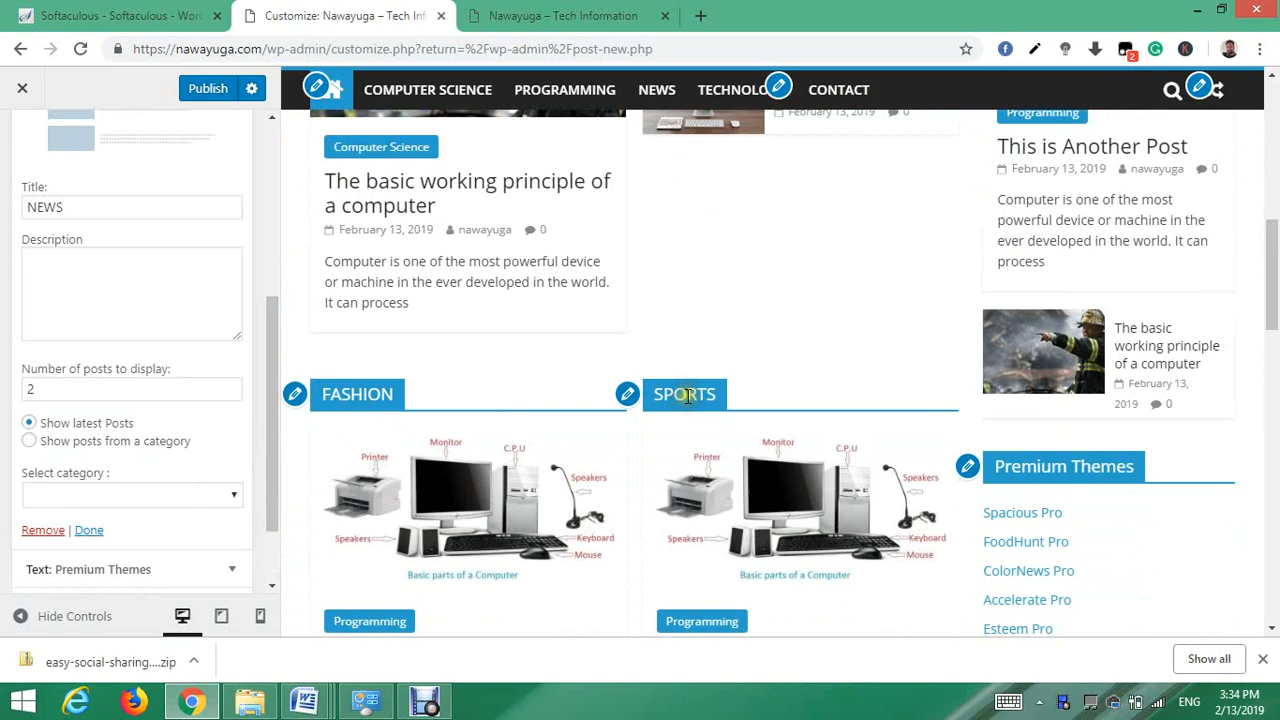 Softaculous - Softaculous - Wor
Customize: Nawayuga – Tech Inf
Nawayuga – Tech Information
https://nawayuga.com/wp-admin/customize.php?return=%2Fwp-admin%2Fpost-new.php
2
Publish
COMPUTER SCIENCE
PROGRAMMING
NEWS
TECHNOLO
CONTACT
Title:
NEWS
Description
Number of posts to display:
2
Show latest Posts
Show posts from a category
Select category :
Remove | Done
Text: Premium Themes
Hide Controls
Computer Science
The basic working principle of
a computer
February 13, 2019 nawayuga 0
Computer is one of the most powerful device
or machine in the ever developed in the world.
It can process
February 13, 2019 0
Programming
This is Another Post
February 13, 2019 nawayuga 0
Computer is one of the most
powerful device or machine in the
ever developed in the world. It can
process
The basic
working principle
of a computer
February 13,
2019 0
FASHION
Monitor
C.P.U
Printer
Speakers
Speakers
Keyboard
Mouse
Basic parts of a Computer
Programming
SPORTS
Monitor
C.P.U
Printer
Speakers
Speakers
Keyboard
Mouse
Basic parts of a Computer
Programming
Premium Themes
Spacious Pro
FoodHunt Pro
ColorNews Pro
Accelerate Pro
Esteem Pro
easy-social-sharing....zip
Show all
ENG
3:34 PM
2/13/2019